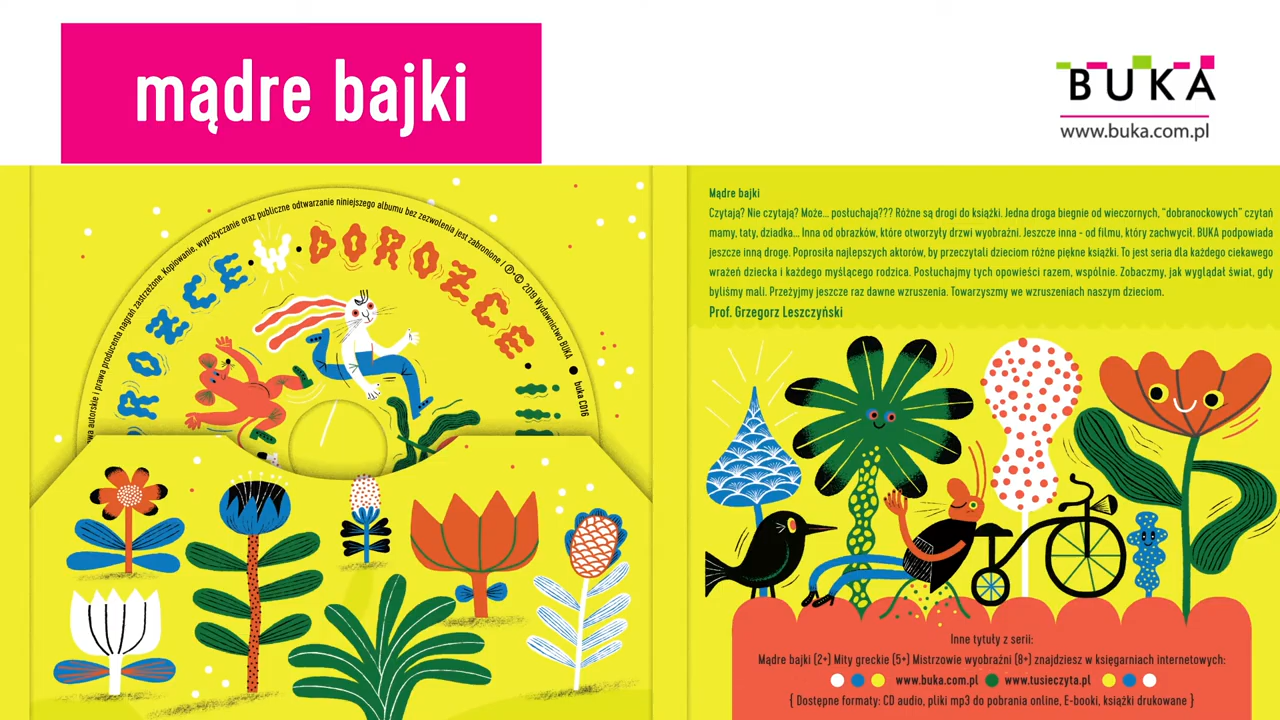 mądre bajki
BUKA
www.buka.com.pl
autorskie i prawa producenta nagrań zastrzeżone. Kopiowanie, wypożyczanie oraz publiczne odtwarzanie niniejszego albumu bez zezwolenia jest zabronione / ℗·© 2019 Wydawnictwo BUKA ● buka CD16
W·DOROŻCE·
Mądre bajki
Czytają? Nie czytają? Może... posłuchają??? Różne są drogi do książki. Jedna droga biegnie od wieczornych, “dobranockowych” czytań
mamy, taty, dziadka... Inna od obrazków, które otworzyły drzwi wyobraźni. Jeszcze inna - od filmu, który zachwycił. BUKA podpowiada
jeszcze inną drogę. Poprosiła najlepszych aktorów, by przeczytali dzieciom różne piękne książki. To jest seria dla każdego ciekawego
wrażeń dziecka i każdego myślącego rodzica. Posłuchajmy tych opowieści razem, wspólnie. Zobaczmy, jak wyglądał świat, gdy
byliśmy mali. Przeżyjmy jeszcze raz dawne wzruszenia. Towarzyszmy we wzruszeniach naszym dzieciom.
Prof. Grzegorz Leszczyński
Inne tytuły z serii:
Mądre bajki (2+) Mity greckie (5+) Mistrzowie wyobraźni (8+) znajdziesz w księgarniach internetowych:
www.buka.com.pl www.tusieczyta.pl
{ Dostępne formaty: CD audio, pliki mp3 do pobrania online, E-booki, książki drukowane }